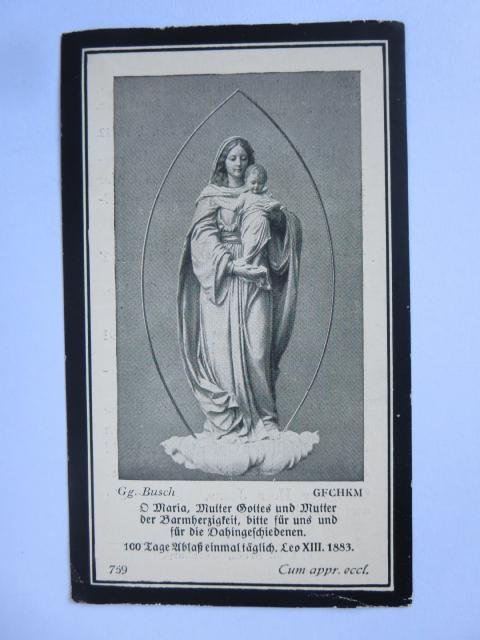 Gg. Busch GFCHKM
O Maria, Mutter Gottes und Mutter
der Barmherzigkeit, bitte für uns und
für die Dahingeschiedenen.
100 Tage Ablaß einmal täglich. Leo XIII. 1883.
769 Cum appr. eccl.